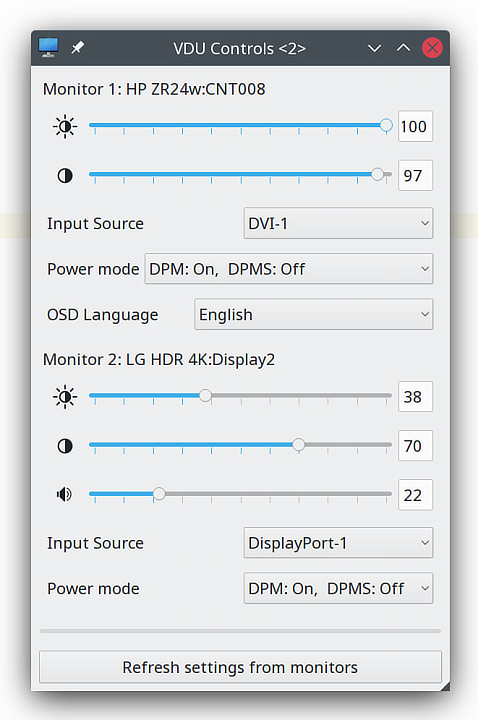 VDU Controls <2>
Monitor 1: HP ZR24w:CNT008
100
97
Input Source DVI-1
Power mode DPM: On,  DPMS: Off
OSD Language English
Monitor 2: LG HDR 4K:Display2
38
70
22
Input Source DisplayPort-1
Power mode DPM: On,  DPMS: Off
Refresh settings from monitors